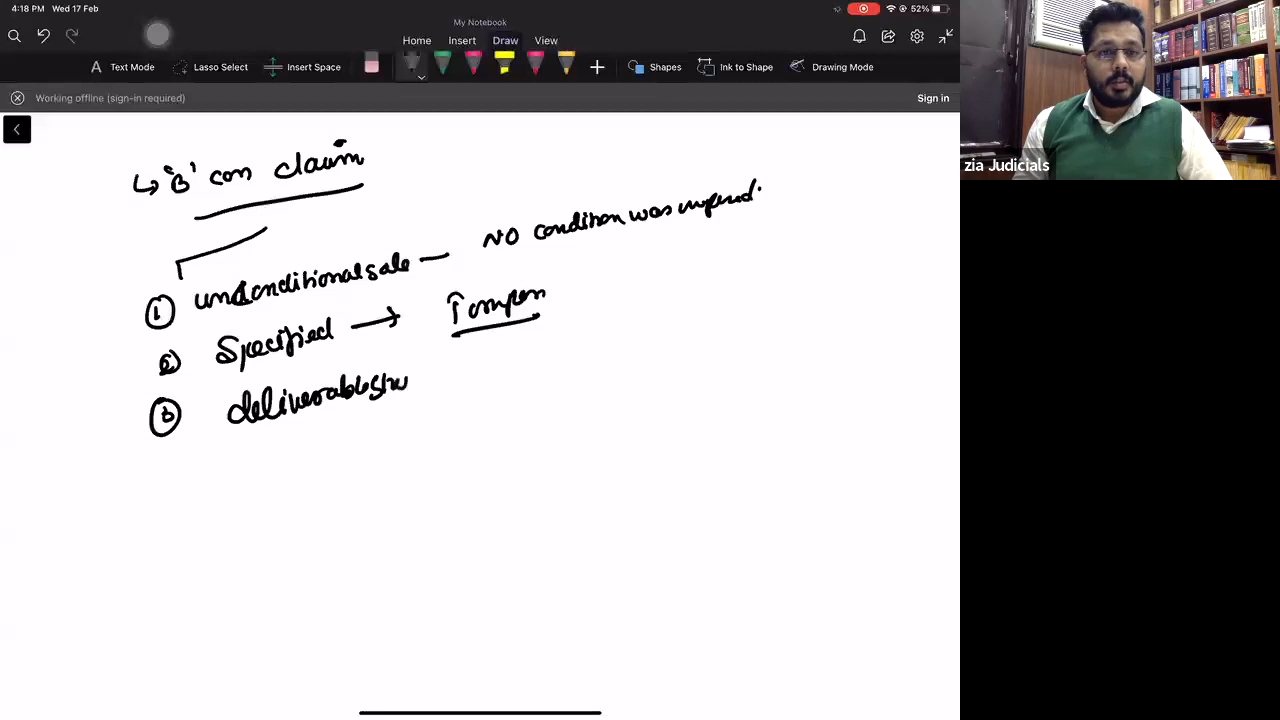 4:18 PM Wed 17 Feb
52%
My Notebook
Home Insert Draw View
A Text Mode Lasso Select Insert Space Shapes Ink to Shape Drawing Mode
Working offline (sign-in required) Sign in
zia Judicials
↳ 'B' can claim
① unconditional sale — NO condition was
② Specified →
③ deliverable